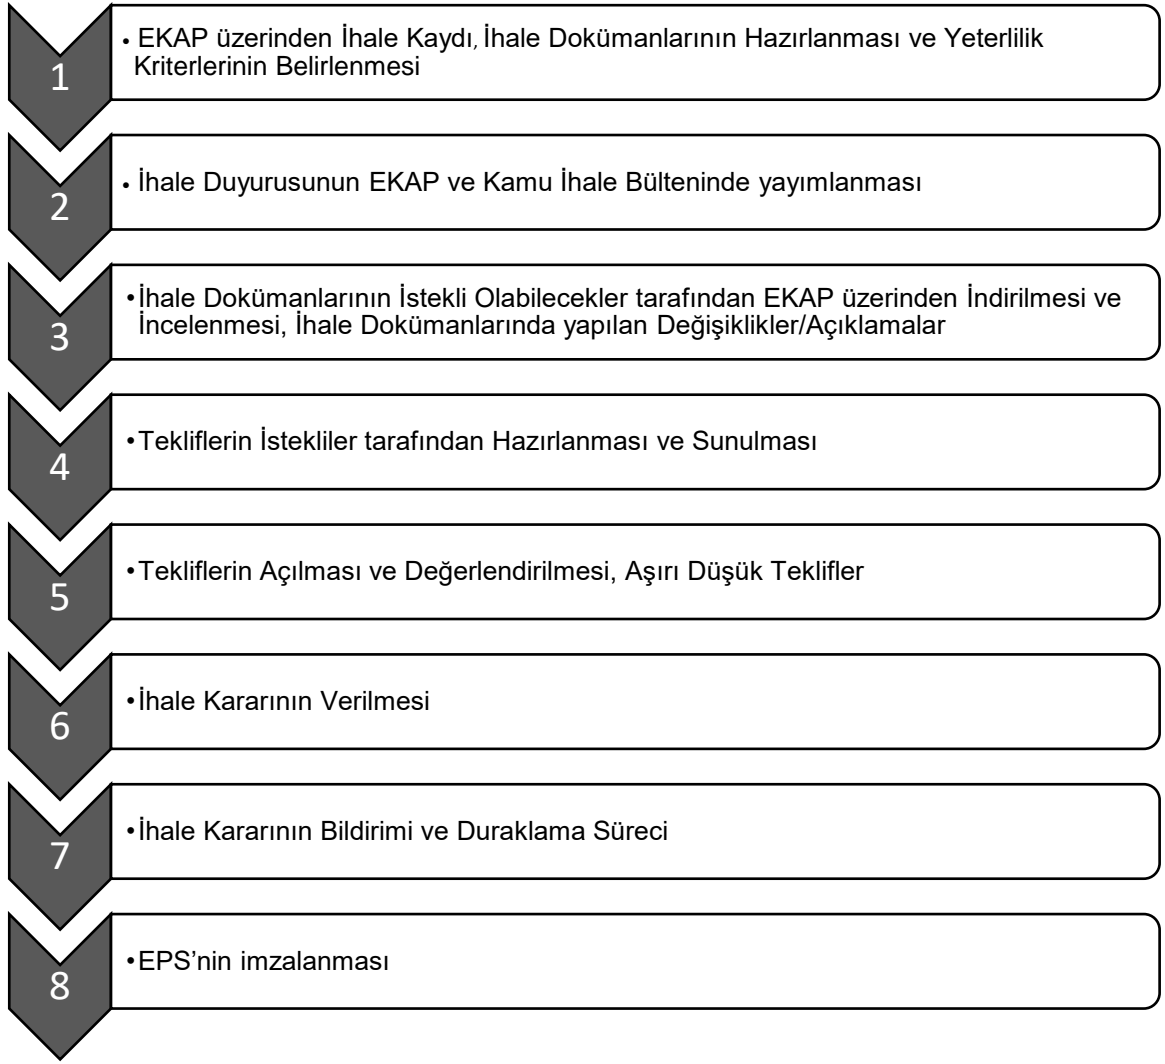 1
• EKAP üzerinden İhale Kaydı, İhale Dokümanlarının Hazırlanması ve Yeterlilik
Kriterlerinin Belirlenmesi
2
• İhale Duyurusunun EKAP ve Kamu İhale Bülteninde yayımlanması
3
•İhale Dokümanlarının İstekli Olabilecekler tarafından EKAP üzerinden İndirilmesi ve
İncelenmesi, İhale Dokümanlarında yapılan Değişiklikler/Açıklamalar
4
•Tekliflerin İstekliler tarafından Hazırlanması ve Sunulması
5
•Tekliflerin Açılması ve Değerlendirilmesi, Aşırı Düşük Teklifler
6
•İhale Kararının Verilmesi
7
•İhale Kararının Bildirimi ve Duraklama Süreci
8
•EPS’nin imzalanması